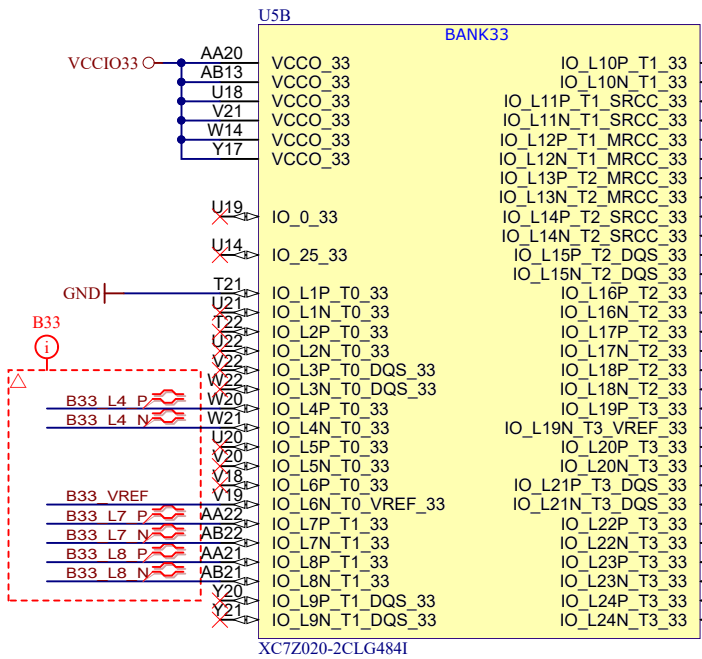 U5B
BANK33
VCCIO33
AA20 VCCO_33 IO_L10P_T1_33
AB13 VCCO_33 IO_L10N_T1_33
U18 VCCO_33 IO_L11P_T1_SRCC_33
V21 VCCO_33 IO_L11N_T1_SRCC_33
W14 VCCO_33 IO_L12P_T1_MRCC_33
Y17 VCCO_33 IO_L12N_T1_MRCC_33
IO_L13P_T2_MRCC_33
IO_L13N_T2_MRCC_33
U19 IO_0_33 IO_L14P_T2_SRCC_33
IO_L14N_T2_SRCC_33
U14 IO_25_33 IO_L15P_T2_DQS_33
IO_L15N_T2_DQS_33
GND T21 IO_L1P_T0_33 IO_L16P_T2_33
U21 IO_L1N_T0_33 IO_L16N_T2_33
T22 IO_L2P_T0_33 IO_L17P_T2_33
B33
i
U22 IO_L2N_T0_33 IO_L17N_T2_33
V22 IO_L3P_T0_DQS_33 IO_L18P_T2_33
W22 IO_L3N_T0_DQS_33 IO_L18N_T2_33
B33_L4_P W20 IO_L4P_T0_33 IO_L19P_T3_33
B33_L4_N W21 IO_L4N_T0_33 IO_L19N_T3_VREF_33
U20 IO_L5P_T0_33 IO_L20P_T3_33
V20 IO_L5N_T0_33 IO_L20N_T3_33
V18 IO_L6P_T0_33 IO_L21P_T3_DQS_33
B33_VREF V19 IO_L6N_T0_VREF_33 IO_L21N_T3_DQS_33
B33_L7_P AA22 IO_L7P_T1_33 IO_L22P_T3_33
B33_L7_N AB22 IO_L7N_T1_33 IO_L22N_T3_33
B33_L8_P AA21 IO_L8P_T1_33 IO_L23P_T3_33
B33_L8_N AB21 IO_L8N_T1_33 IO_L23N_T3_33
Y20 IO_L9P_T1_DQS_33 IO_L24P_T3_33
Y21 IO_L9N_T1_DQS_33 IO_L24N_T3_33
XC7Z020-2CLG484I